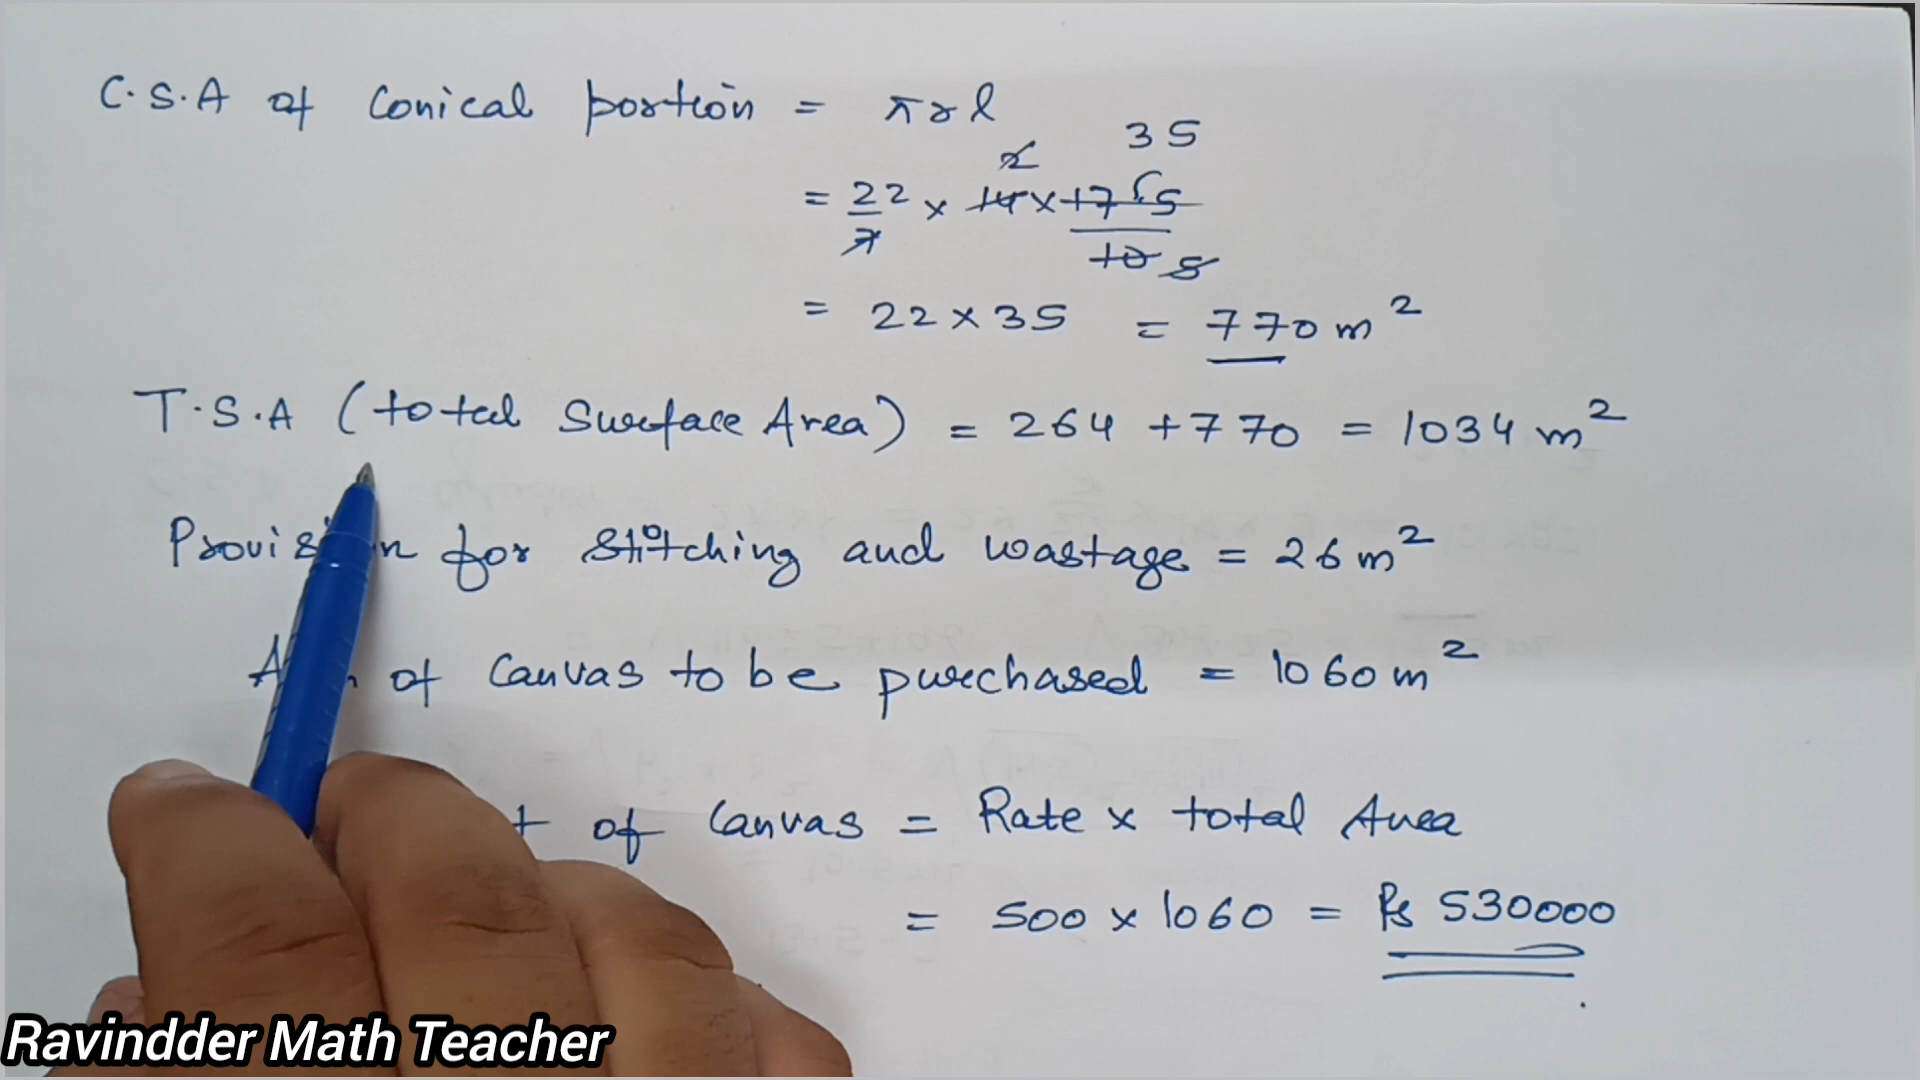 C.S.A of Conical portion = πrl
2 35
= 22/7 × 14 × 17 5/10 5
= 22 × 35 = 770 m²
T.S.A (total Surface Area) = 264 + 770 = 1034 m²
for stitching and wastage = 26 m²
of Canvas to be purchased = 1060 m²
of Canvas = Rate × total Area
= 500 × 1060 = Rs 530000
Ravindder Math Teacher